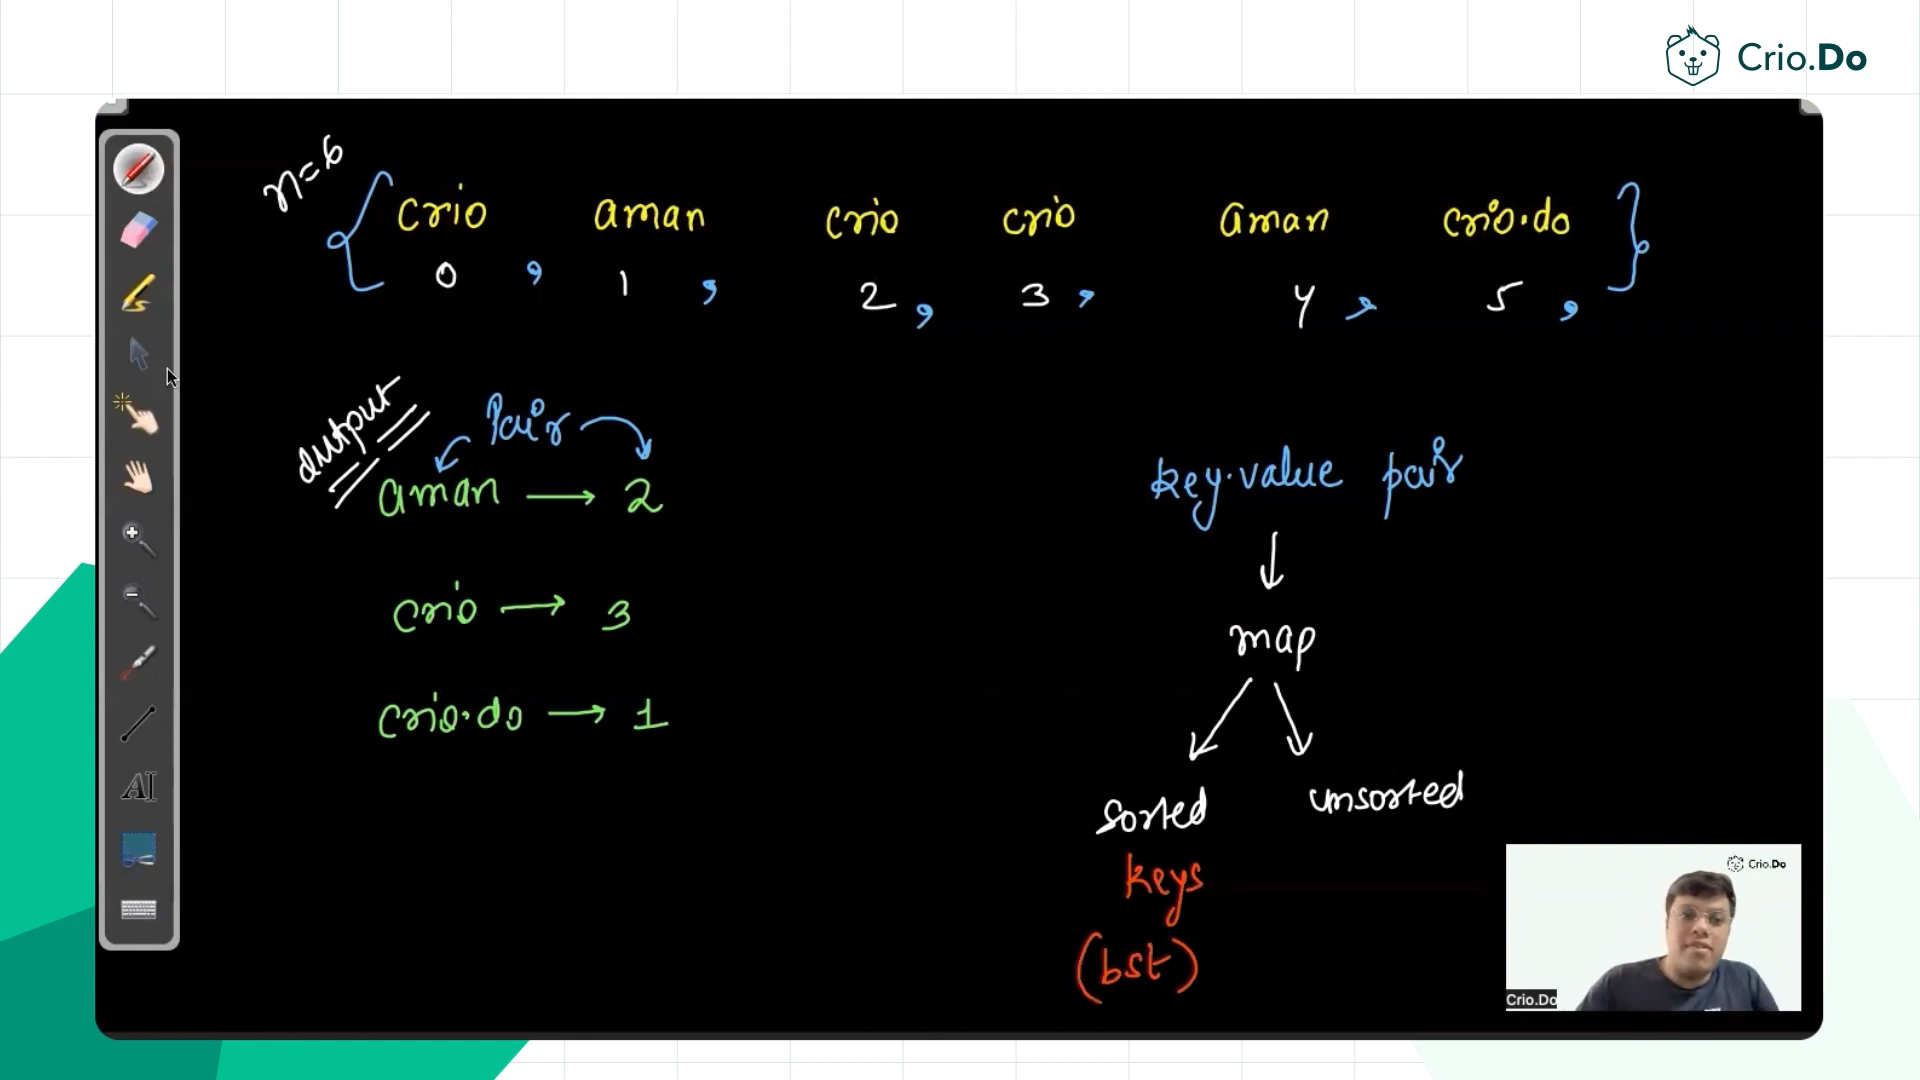 Crio.Do
n=6
{ crio aman crio crio aman crio.do }
0 , 1 , 2 , 3 , 4 , 5 ,
output
Pair
aman → 2
crio → 3
crio.do → 1
key.value pair
↓
map
sorted unsorted
keys
(bst)
AI
Crio.Do
Crio.Do